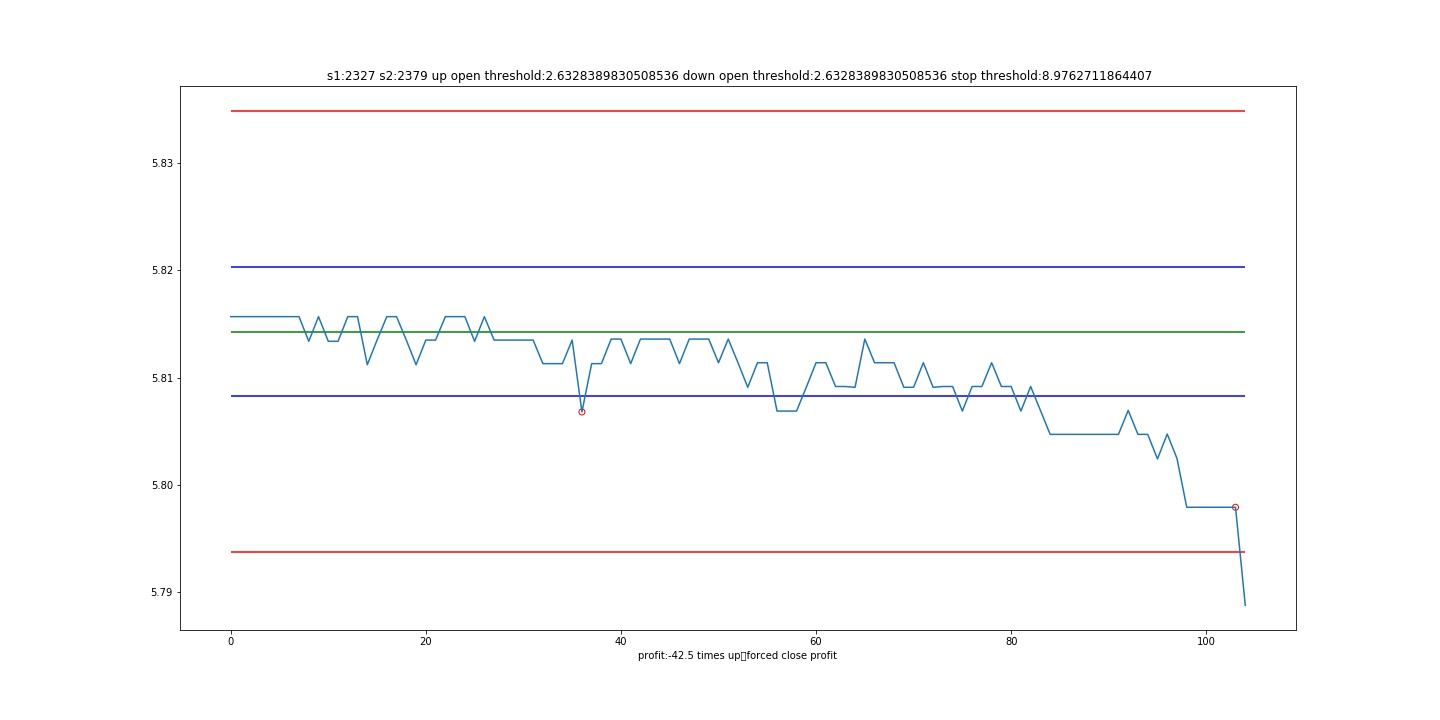 s1:2327 s2:2379 up open threshold:2.6328389830508536 down open threshold:2.6328389830508536 stop threshold:8.9762711864407
5.83
5.82
5.81
5.80
5.79
0 20 40 60 80 100
profit:-42.5 times up▯forced close profit